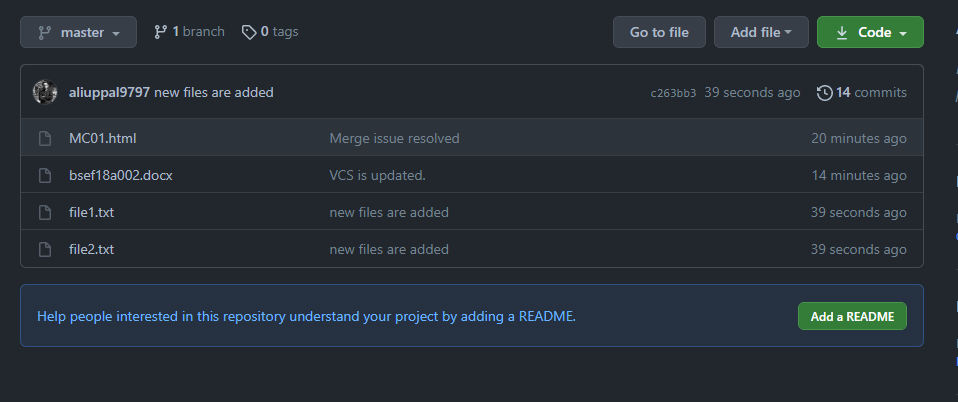 master 1 branch 0 tags Go to file Add file Code
aliuppal9797 new files are added c263bb3 39 seconds ago 14 commits
MC01.html Merge issue resolved 20 minutes ago
bsef18a002.docx VCS is updated. 14 minutes ago
file1.txt new files are added 39 seconds ago
file2.txt new files are added 39 seconds ago
Help people interested in this repository understand your project by adding a README. Add a README